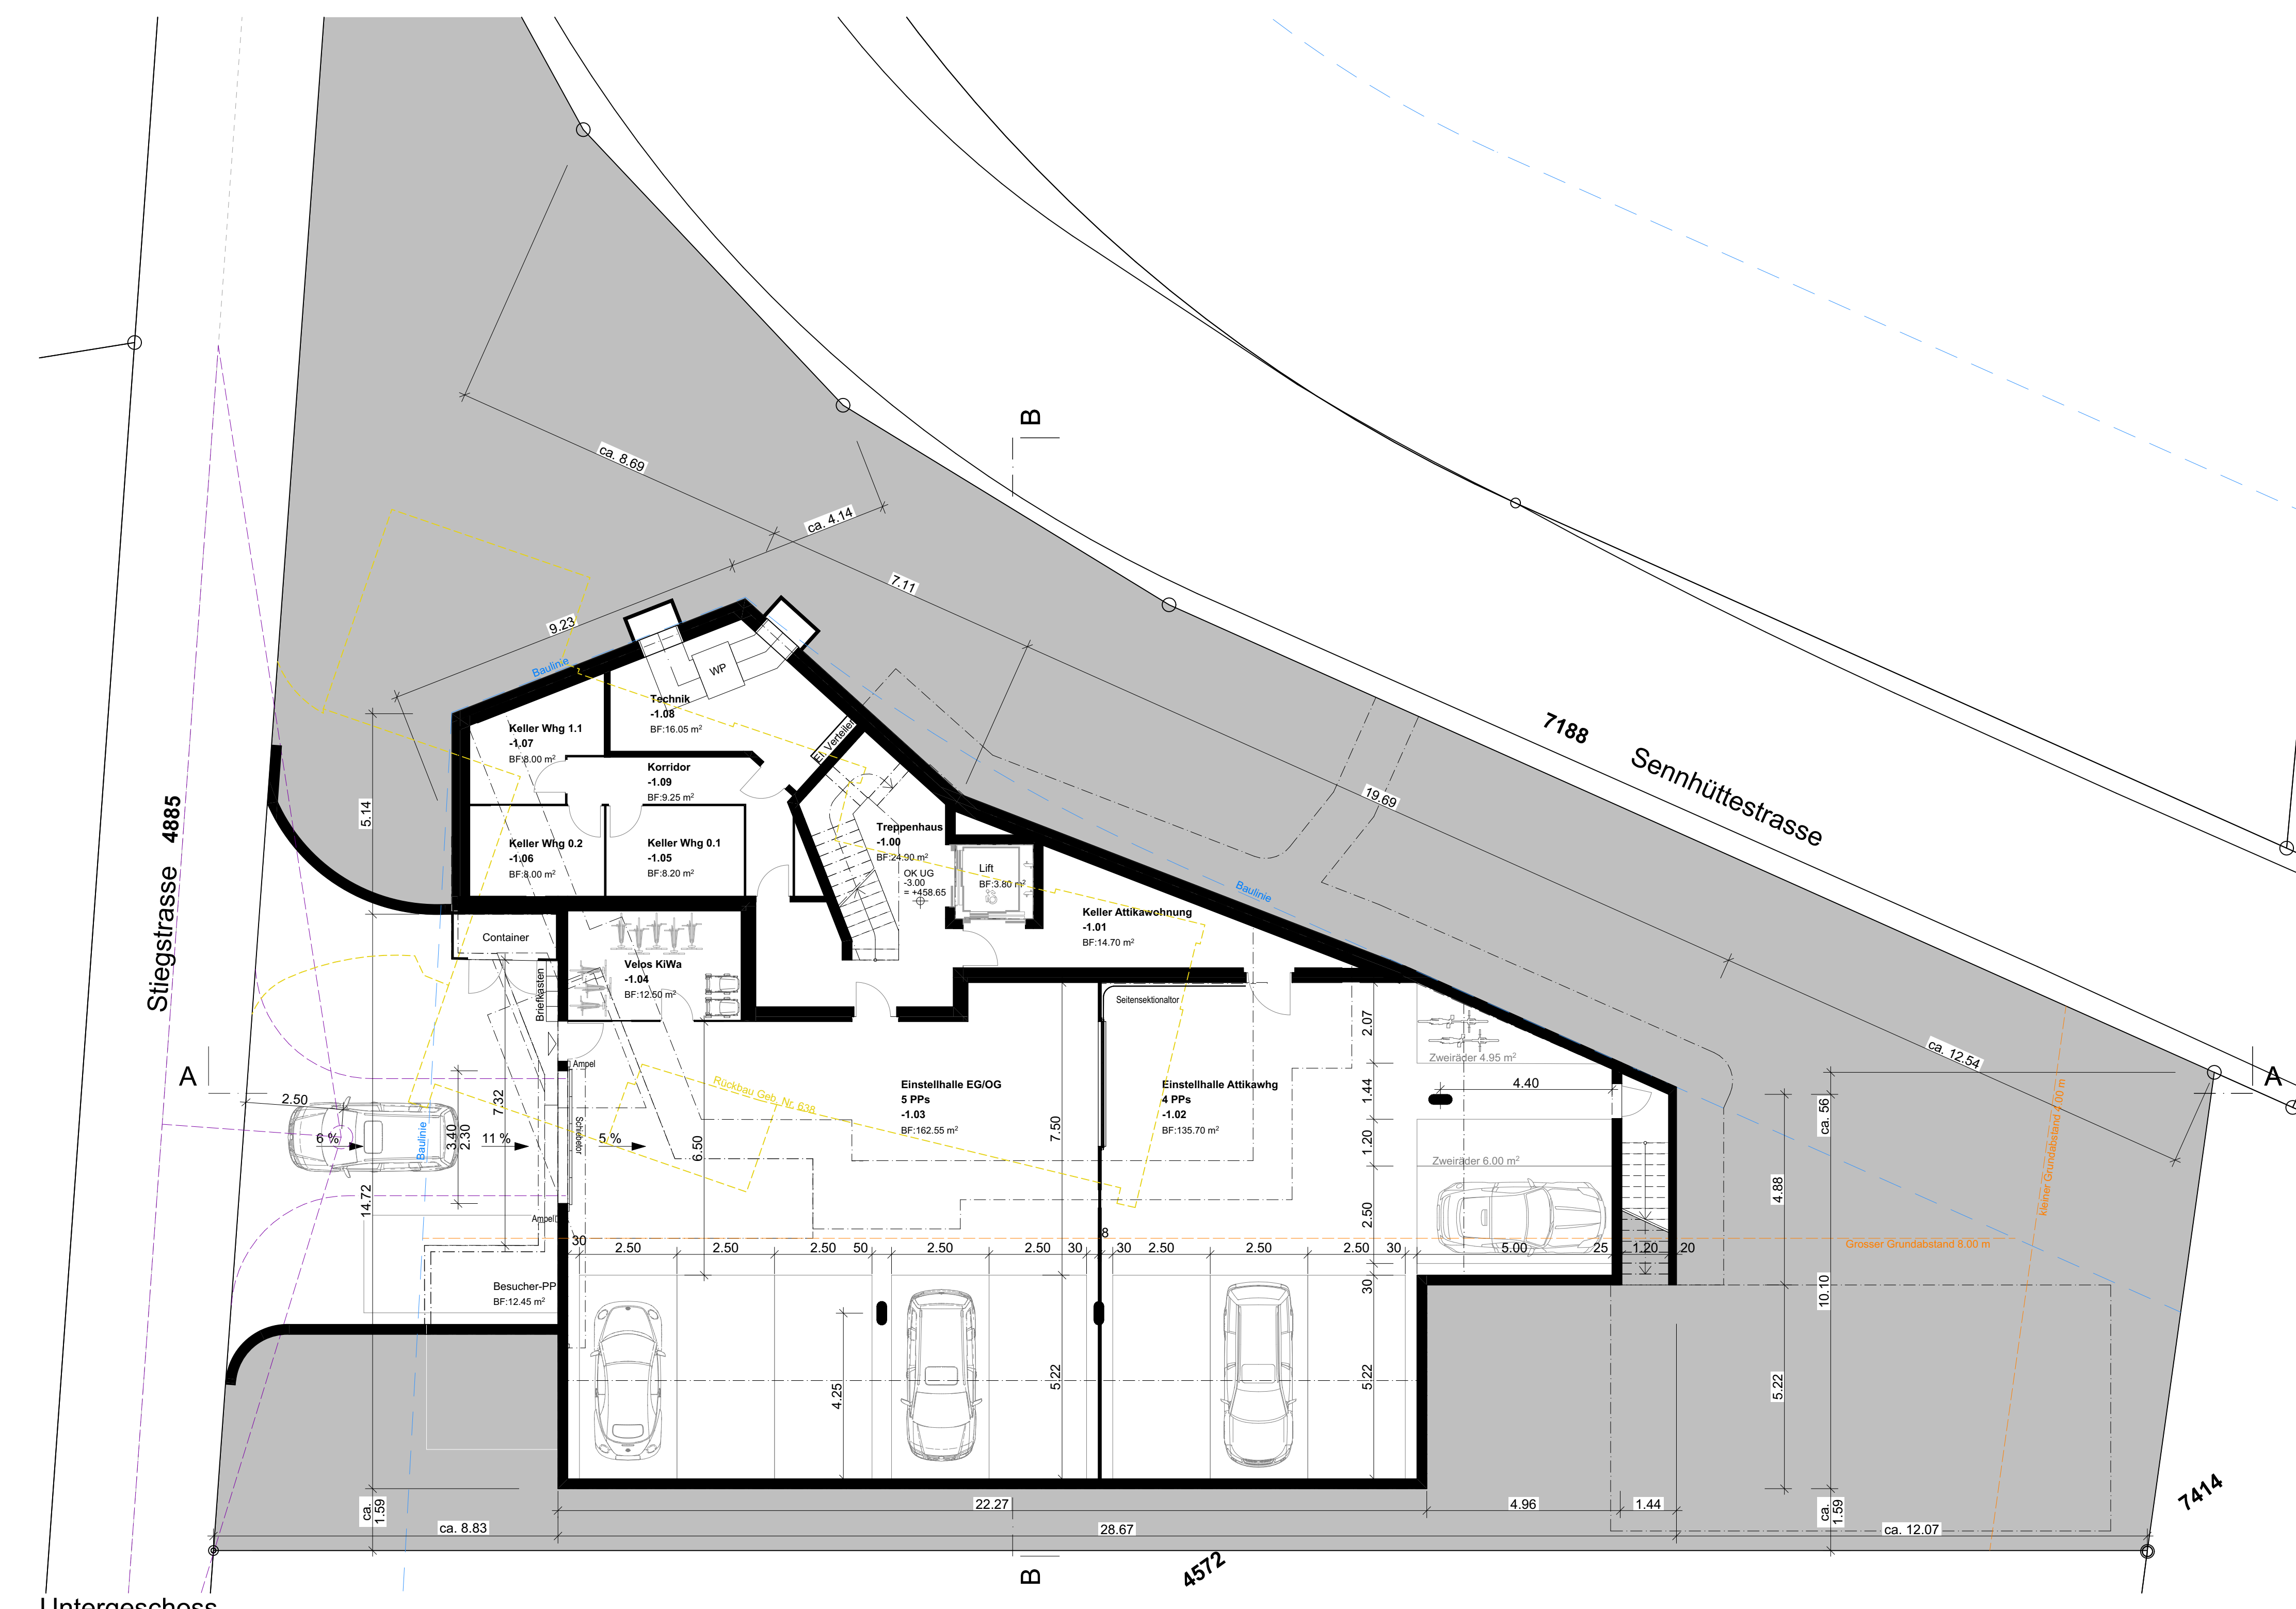 B
ca. 8.69
ca. 4.14
7.11
9.23
Baulinie
WP
Technik
-1.08
BF:16.05 m²
El. Verteiler
Keller Whg 1.1
-1.07
BF:8.00 m²
Korridor
-1.09
BF:9.25 m²
7188
Sennhüttestrasse
19.69
5.14
Stiegstrasse 4885
Keller Whg 0.2
-1.06
BF:8.00 m²
Keller Whg 0.1
-1.05
BF:8.20 m²
Treppenhaus
-1.00
BF:24.90 m²
OK UG
-3.00
= +458.65
Lift
BF:3.80 m²
Baulinie
Keller Attikawohnung
-1.01
BF:14.70 m²
Container
Briefkasten
Velos KiWa
-1.04
BF:12.60 m²
Seitensektionaltor
2.07
Zweiräder 4.95 m²
ca. 12.54
A
A
Ampel
2.50
7.32
3.40
2.30
Baulinie
6 %
11 %
5 %
Schiebetor
Rückbau Geb. Nr. 638
6.50
Einstellhalle EG/OG
5 PPs
-1.03
BF:162.55 m²
7.50
Einstellhalle Attikawhg
4 PPs
-1.02
BF:135.70 m²
1.44
4.40
1.20
Zweiräder 6.00 m²
2.50
ca. 56
kleiner Grundabstand 4.00 m
4.88
14.72
Ampel
30
2.50
2.50
2.50
50
2.50
2.50
30
8
30
2.50
2.50
2.50
30
5.00
25
1.20
20
Grosser Grundabstand 8.00 m
Besucher-PP
BF:12.45 m²
30
10.10
4.25
5.22
5.22
5.22
ca.
1.59
22.27
4.96
1.44
ca.
1.59
7414
ca. 8.83
28.67
ca. 12.07
B
4572
Untergeschoss